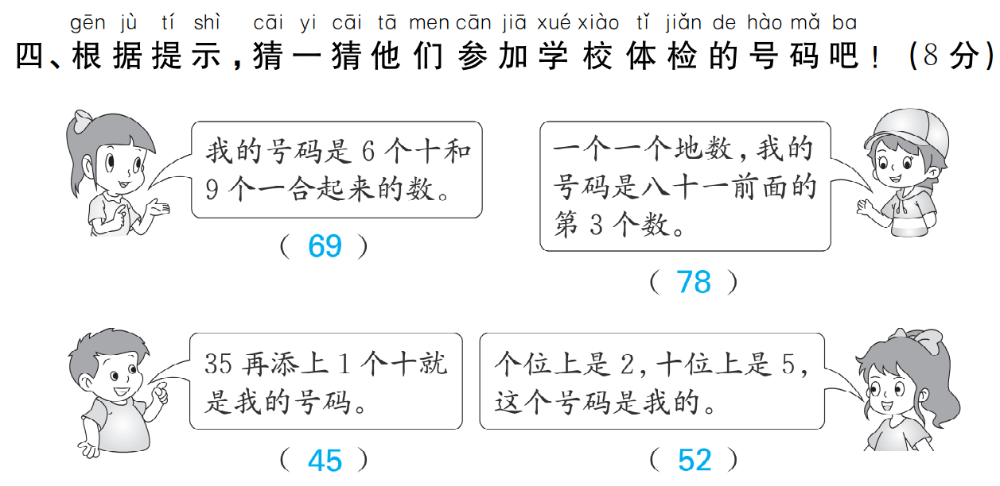 gēn jù tí shì cāi yi cāi tā men cān jiā xué xiào tǐ jiǎn de hào mǎ ba
四、根据提示,猜一猜他们参加学校体检的号码吧!(8分)
我的号码是6个十和
9个一合起来的数。
(69)
一个一个地数,我的
号码是八十一前面的
第3个数。
(78)
35再添上1个十就
是我的号码。
(45)
个位上是2,十位上是5,
这个号码是我的。
(52)